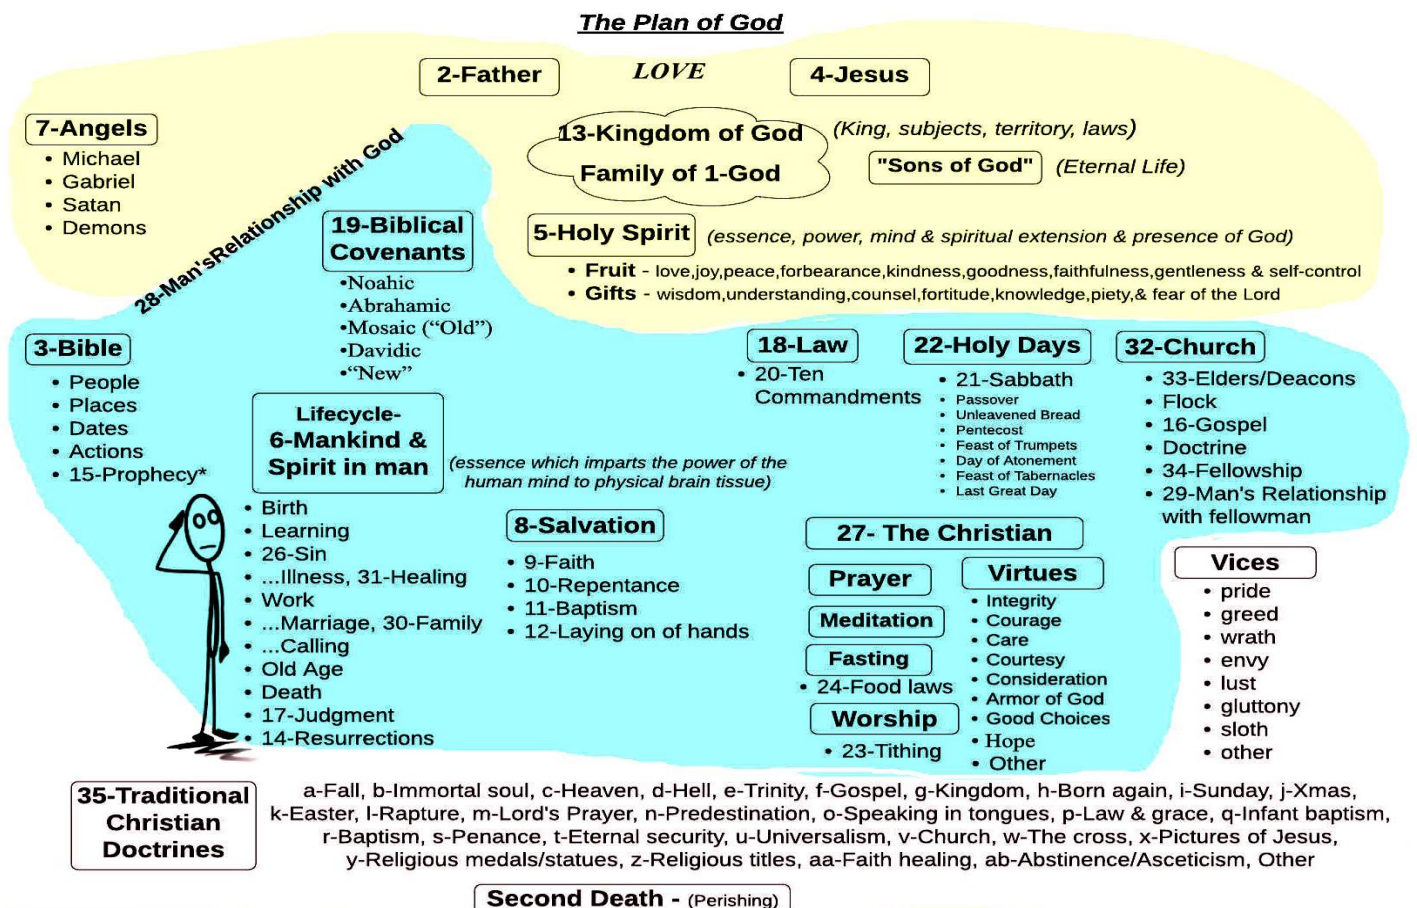 The Plan of God
2-Father
LOVE
4-Jesus
7-Angels
• Michael
• Gabriel
• Satan
• Demons
28-Man'sRelationship with God
13-Kingdom of God
Family of 1-God
(King, subjects, territory, laws)
"Sons of God"
(Eternal Life)
5-Holy Spirit
(essence, power, mind & spiritual extension & presence of God)
• Fruit - love,joy,peace,forbearance,kindness,goodness,faithfulness,gentleness & self-control
• Gifts - wisdom,understanding,counsel,fortitude,knowledge,piety,& fear of the Lord
19-Biblical
Covenants
•Noahic
•Abrahamic
•Mosaic (“Old”)
•Davidic
•“New”
3-Bible
• People
• Places
• Dates
• Actions
• 15-Prophecy*
Lifecycle-
6-Mankind &
Spirit in man
(essence which imparts the power of the
human mind to physical brain tissue)
• Birth
• Learning
• 26-Sin
• ...Illness, 31-Healing
• Work
• ...Marriage, 30-Family
• ...Calling
• Old Age
• Death
• 17-Judgment
• 14-Resurrections
8-Salvation
• 9-Faith
• 10-Repentance
• 11-Baptism
• 12-Laying on of hands
18-Law
• 20-Ten
Commandments
22-Holy Days
• 21-Sabbath
• Passover
• Unleavened Bread
• Pentecost
• Feast of Trumpets
• Day of Atonement
• Feast of Tabernacles
• Last Great Day
32-Church
• 33-Elders/Deacons
• Flock
• 16-Gospel
• Doctrine
• 34-Fellowship
• 29-Man's Relationship
with fellowman
27- The Christian
Prayer
Meditation
Fasting
• 24-Food laws
Worship
• 23-Tithing
Virtues
• Integrity
• Courage
• Care
• Courtesy
• Consideration
• Armor of God
• Good Choices
• Hope
• Other
Vices
• pride
• greed
• wrath
• envy
• lust
• gluttony
• sloth
• other
35-Traditional
Christian
Doctrines
a-Fall, b-Immortal soul, c-Heaven, d-Hell, e-Trinity, f-Gospel, g-Kingdom, h-Born again, i-Sunday, j-Xmas,
k-Easter, l-Rapture, m-Lord's Prayer, n-Predestination, o-Speaking in tongues, p-Law & grace, q-Infant baptism,
r-Baptism, s-Penance, t-Eternal security, u-Universalism, v-Church, w-The cross, x-Pictures of Jesus,
y-Religious medals/statues, z-Religious titles, aa-Faith healing, ab-Abstinence/Asceticism, Other
Second Death - (Perishing)